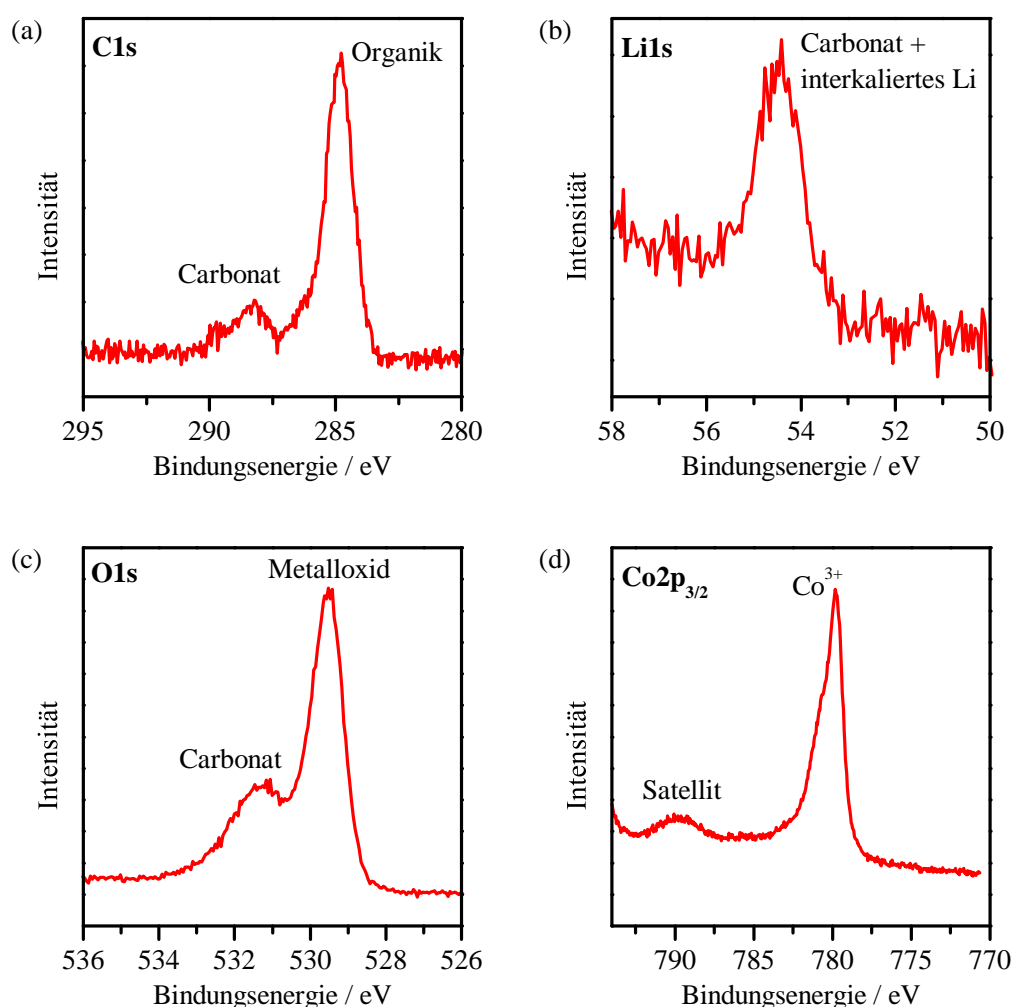 (a)
C1s
Organik
Carbonat
Intensität
295 290 285 280
Bindungsenergie / eV
(b)
Li1s
Carbonat +
interkaliertes Li
Intensität
58 56 54 52 50
Bindungsenergie / eV
(c)
O1s
Metalloxid
Carbonat
Intensität
536 534 532 530 528 526
Bindungsenergie / eV
(d)
Co2p3/2
Co3+
Satellit
Intensität
790 785 780 775 770
Bindungsenergie / eV